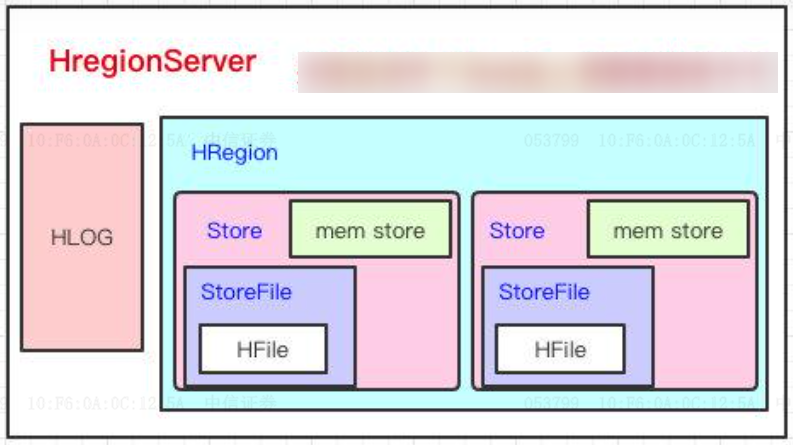 HregionServer
10:F6:0A:0C:12:5A 中信证券
053799 10:F6:0A:0C:12:5A
HRegion
HLOG
Store
mem store
StoreFile
HFile
Store
mem store
StoreFile
HFile
10:F6:0A:0C:12:5A 中信证券
053799 10:F6:0A:0C:12:5A